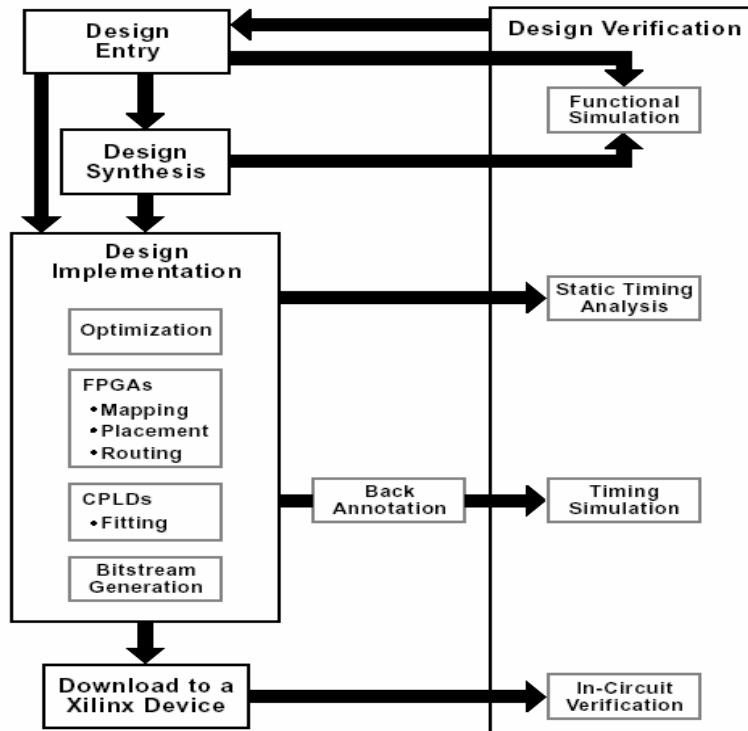 Design
Entry
Design Verification
Functional
Simulation
Design
Synthesis
Design
Implementation
Static Timing
Analysis
Optimization
FPGAs
•Mapping
•Placement
•Routing
Back
Annotation
Timing
Simulation
CPLDs
•Fitting
Bitstream
Generation
Download to a
Xilinx Device
In-Circuit
Verification